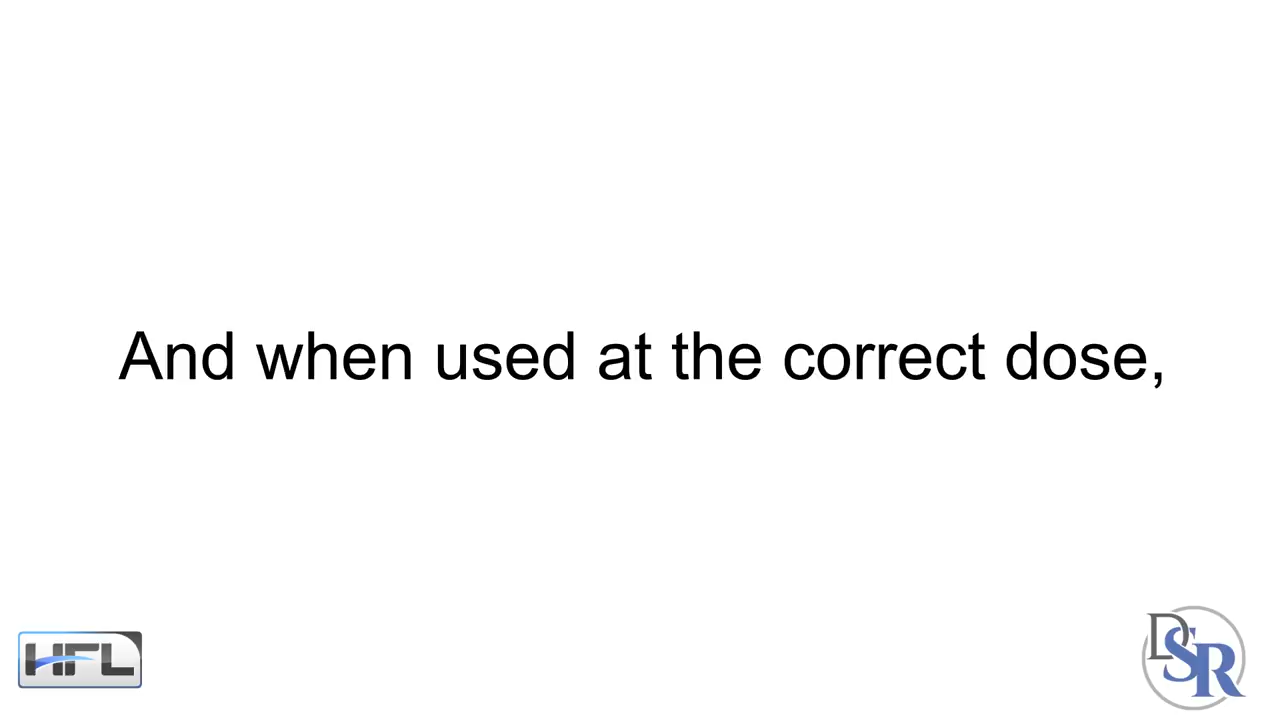 And when used at the correct dose,
HFL
DSR